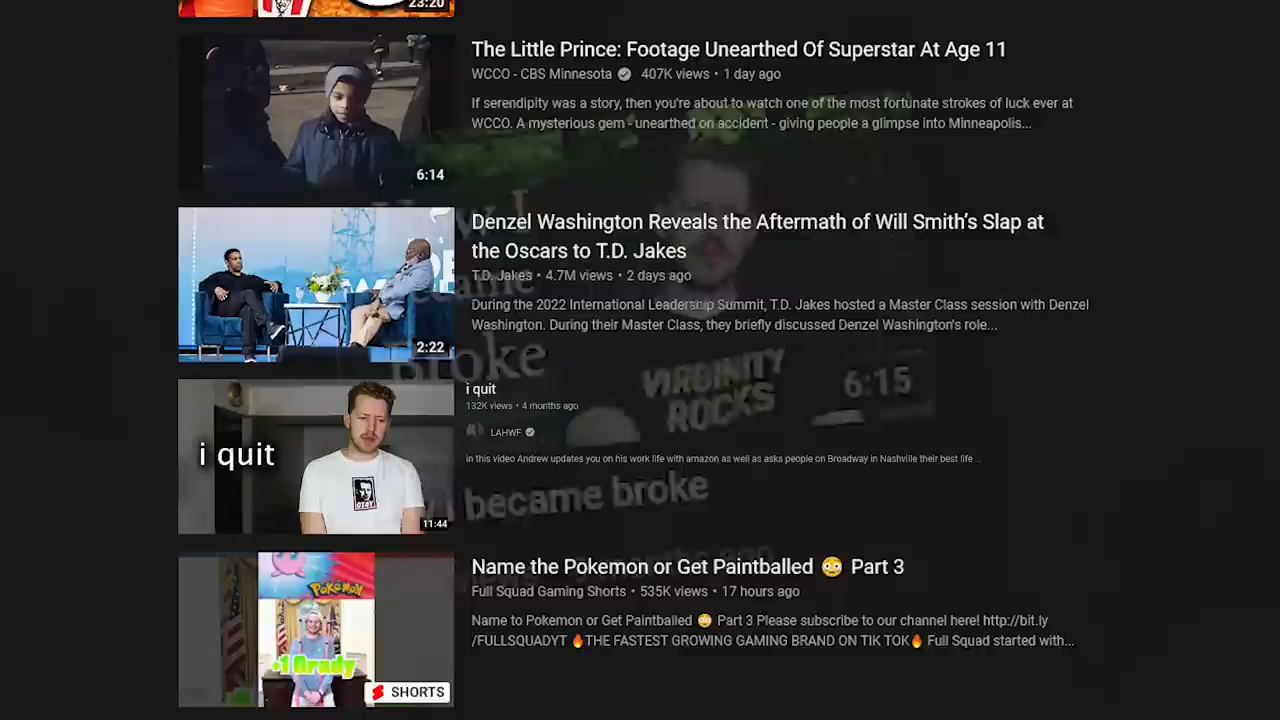 23:20
KFC
The Little Prince: Footage Unearthed Of Superstar At Age 11
WCCO - CBS Minnesota 407K views • 1 day ago
If serendipity was a story, then you're about to watch one of the most fortunate strokes of luck ever at
WCCO. A mysterious gem - unearthed on accident - giving people a glimpse into Minneapolis...
6:14
Denzel Washington Reveals the Aftermath of Will Smith's Slap at
the Oscars to T.D. Jakes
T.D. Jakes • 4.7M views • 2 days ago
During the 2022 International Leadership Summit, T.D. Jakes hosted a Master Class session with Denzel
Washington. During their Master Class, they briefly discussed Denzel Washington's role...
2:22
Broke
VIRGINITY
ROCKS
6:15
i quit
132K views • 4 months ago
LAHWF
in this video Andrew updates you on his work life with amazon as well as asks people on Broadway in Nashville their best life ...
i quit
11:44
i became broke
Name the Pokemon or Get Paintballed 😳 Part 3
Full Squad Gaming Shorts • 535K views • 17 hours ago
Name to Pokemon or Get Paintballed 😳 Part 3 Please subscribe to our channel here! http://bit.ly
/FULLSQUADYT 🔥THE FASTEST GROWING GAMING BRAND ON TIK TOK🔥 Full Squad started with...
POKéMON
+1 Grady
SHORTS